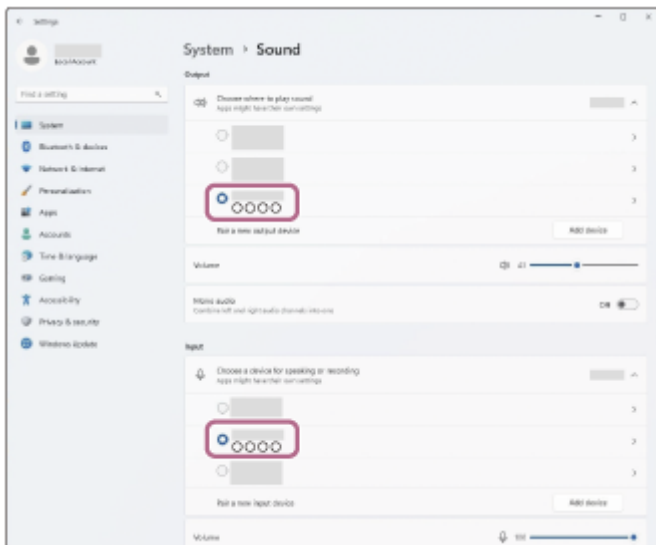 Settings
System > Sound
Local Account
Output
Find a setting
Choose where to play sound
Apps might have their own settings
System
Bluetooth & devices
Network & internet
Personalization
○○○○
Apps
Pair a new output device
Add device
Accounts
Time & language
Volume
41
Gaming
Accessibility
Mono audio
Combine left and right audio channels into one
Off
Privacy & security
Windows Update
Input
Choose a device for speaking or recording
Apps might have their own settings
○○○○
Pair a new input device
Add device
Volume
100